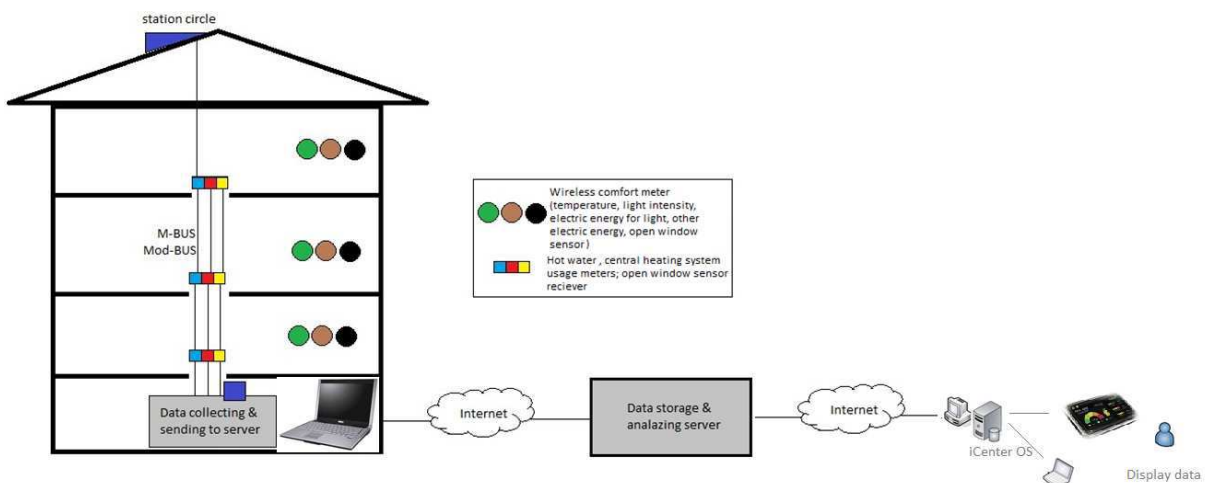 station circle
M-BUS
Mod-BUS
Wireless comfort meter
(temperature, light intensity,
electric energy for light, other
electric energy, open window
sensor)
Hot water , central heating system
usage meters; open window sensor
reciever
Data collecting &
sending to server
Internet
Data storage &
analazing server
Internet
iCenter OS
Display data